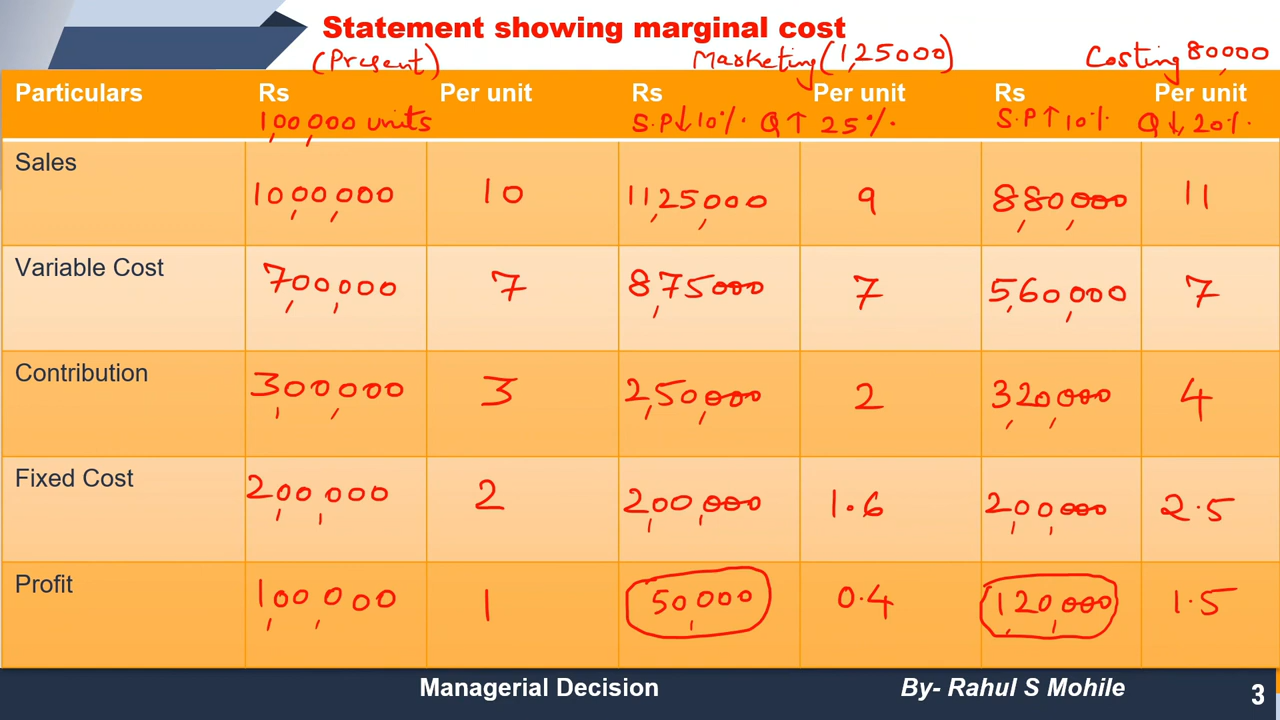 Statement showing marginal cost
(Present) Marketing (1,25000) Costing 80,000
Particulars Rs Per unit Rs Per unit Rs Per unit
1,00,000 units S.P↓10%. Q↑ 25%. S.P↑10%. Q↓, 20%.
Sales 10,00,000 10 11,25,000 9 8,80,000 11
Variable Cost 7,00,000 7 8,75000 7 5,60,000 7
Contribution 3,00,000 3 2,50,000 2 3,20,000 4
Fixed Cost 2,00,000 2 2,00,000 1.6 2,00,000 2.5
Profit 1,00,000 1 50,000 0.4 1,20,000 1.5
Managerial Decision By- Rahul S Mohile 3